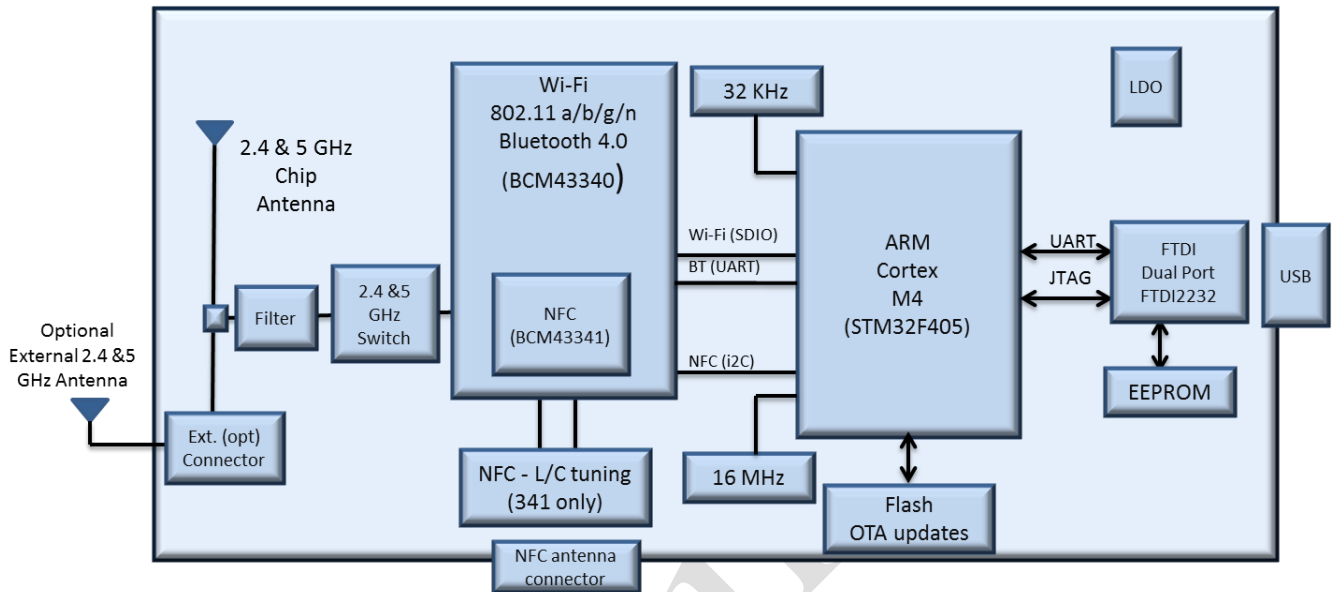 2.4 & 5 GHz
Chip
Antenna
Optional
External 2.4 &5
GHz Antenna
Ext. (opt)
Connector
Filter
2.4 &5
GHz
Switch
Wi-Fi
802.11 a/b/g/n
Bluetooth 4.0
(BCM43340)
NFC
(BCM43341)
NFC - L/C tuning
(341 only)
NFC antenna
connector
32 KHz
Wi-Fi (SDIO)
BT (UART)
NFC (i2C)
16 MHz
ARM
Cortex
M4
(STM32F405)
Flash
OTA updates
UART
JTAG
LDO
FTDI
Dual Port
FTDI2232
EEPROM
USB